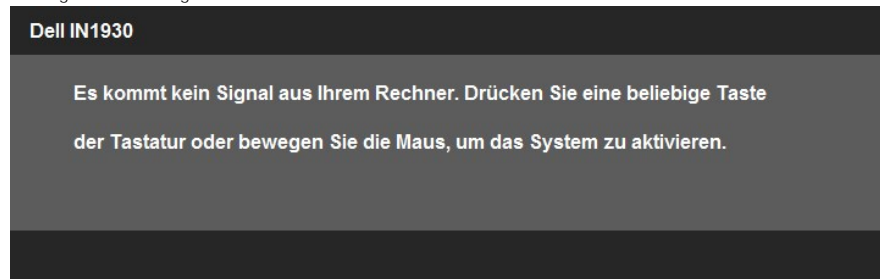 Dell IN1930
Es kommt kein Signal aus Ihrem Rechner. Drücken Sie eine beliebige Taste
der Tastatur oder bewegen Sie die Maus, um das System zu aktivieren.